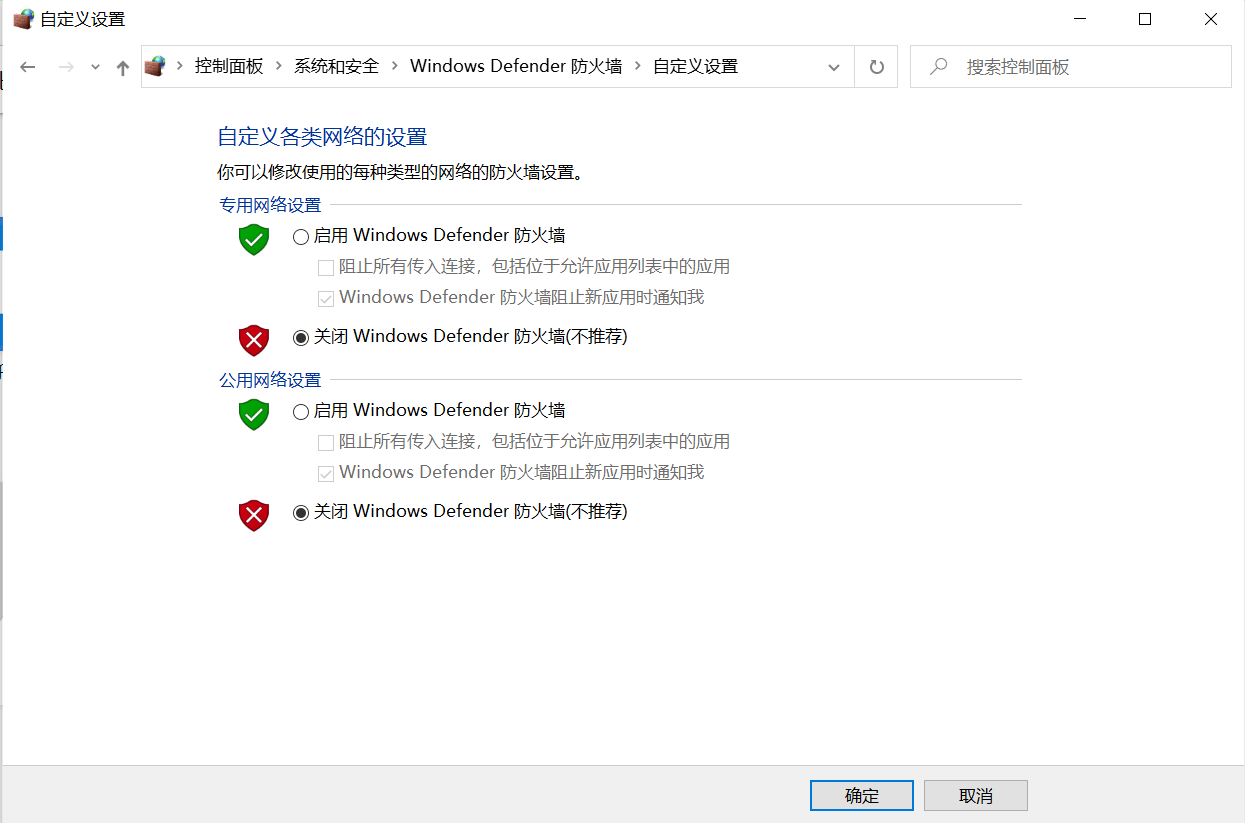 自定义设置
控制面板 系统和安全 Windows Defender 防火墙 自定义设置
搜索控制面板
自定义各类网络的设置
你可以修改使用的每种类型的网络的防火墙设置。
专用网络设置
启用 Windows Defender 防火墙
阻止所有传入连接，包括位于允许应用列表中的应用
Windows Defender 防火墙阻止新应用时通知我
关闭 Windows Defender 防火墙(不推荐)
公用网络设置
启用 Windows Defender 防火墙
阻止所有传入连接，包括位于允许应用列表中的应用
Windows Defender 防火墙阻止新应用时通知我
关闭 Windows Defender 防火墙(不推荐)
确定
取消